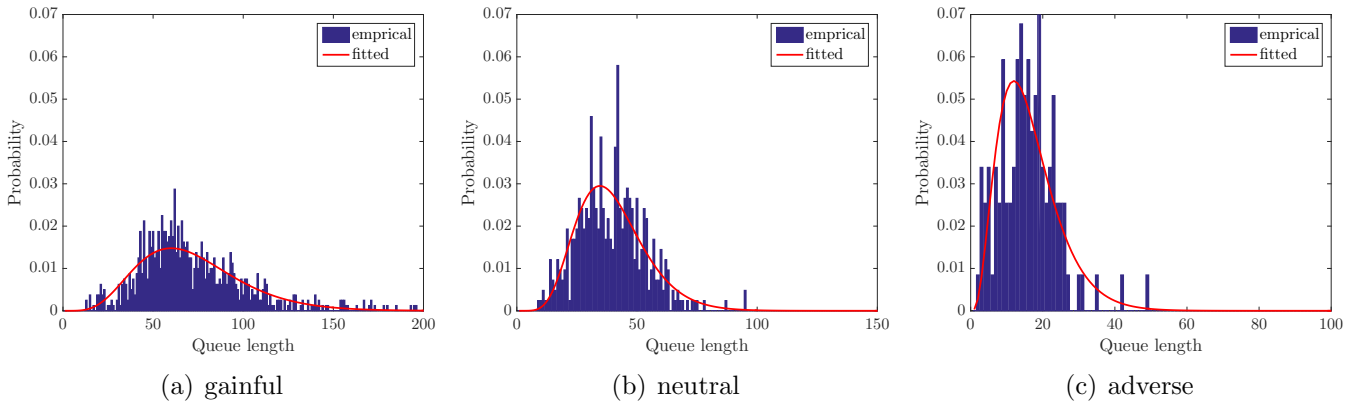 0.07
0.06
0.05
0.04
0.03
0.02
0.01
0
Probability
0 50 100 150 200
Queue length
emprical
fitted
(a) gainful
0.07
0.06
0.05
0.04
0.03
0.02
0.01
0
Probability
0 50 100 150
Queue length
emprical
fitted
(b) neutral
0.07
0.06
0.05
0.04
0.03
0.02
0.01
0
Probability
0 20 40 60 80 100
Queue length
emprical
fitted
(c) adverse